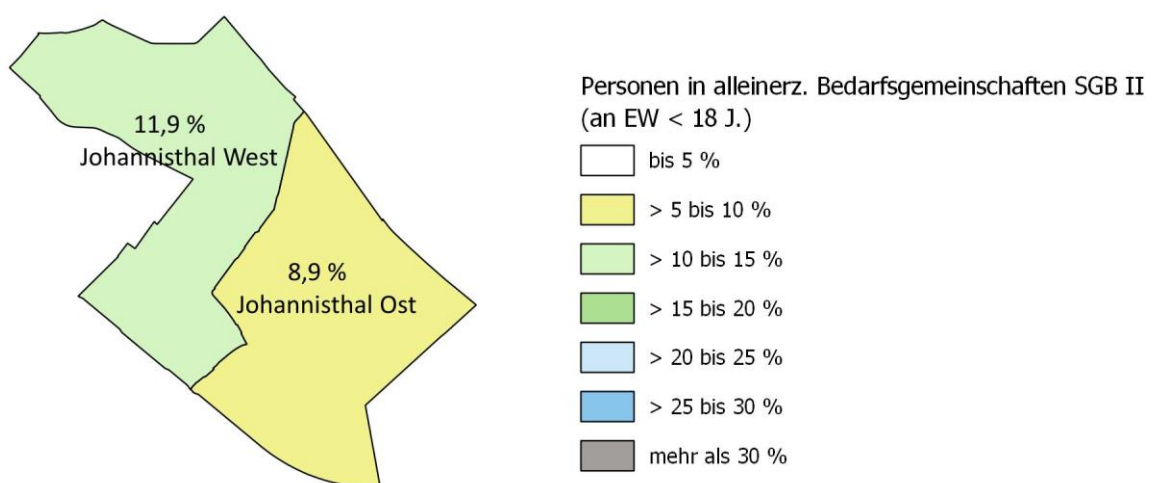 11,9 %
Johannisthal West
8,9 %
Johannisthal Ost
Personen in alleinerz. Bedarfsgemeinschaften SGB II
(an EW < 18 J.)
bis 5 %
> 5 bis 10 %
> 10 bis 15 %
> 15 bis 20 %
> 20 bis 25 %
> 25 bis 30 %
mehr als 30 %